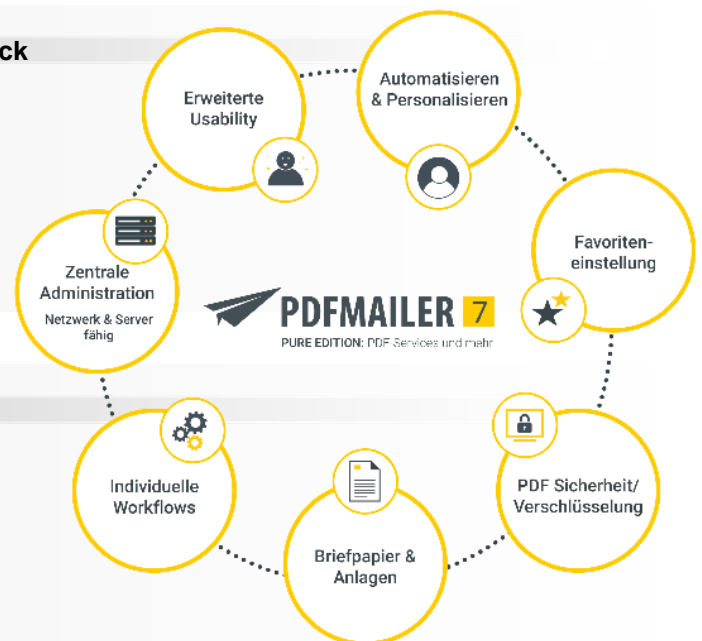 ck
Erweiterte
Usability
Automatisieren
& Personalisieren
Favoriten-
einstellung
Zentrale
Administration
Netzwerk & Server
fähig
PDFMAILER 7
PURE EDITION: PDF-Services und mehr
Individuelle
Workflows
PDF Sicherheit/
Verschlüsselung
Briefpapier &
Anlagen